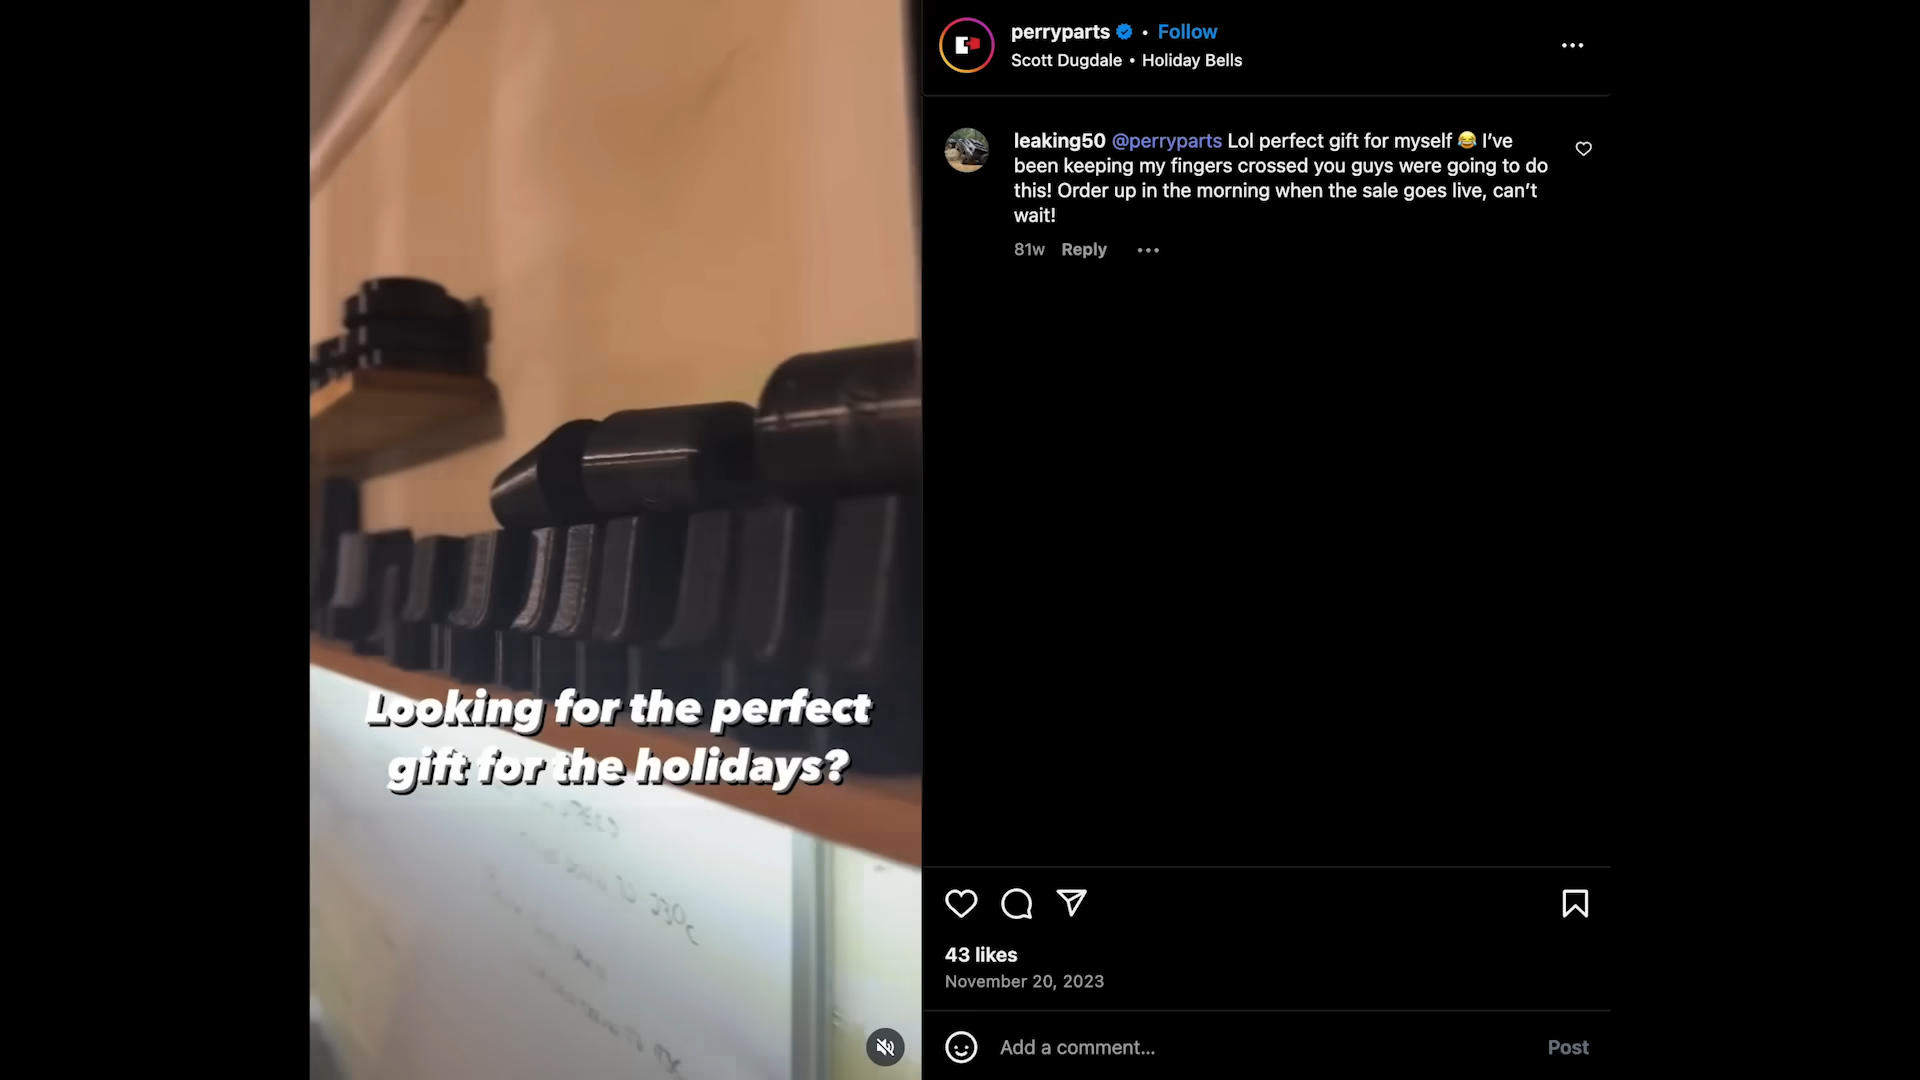 perryparts • Follow
Scott Dugdale • Holiday Bells
leaking50 @perryparts Lol perfect gift for myself 😂 I’ve
been keeping my fingers crossed you guys were going to do
this! Order up in the morning when the sale goes live, can’t
wait!
81w Reply
Looking for the perfect
gift for the holidays?
43 likes
November 20, 2023
Add a comment...
Post